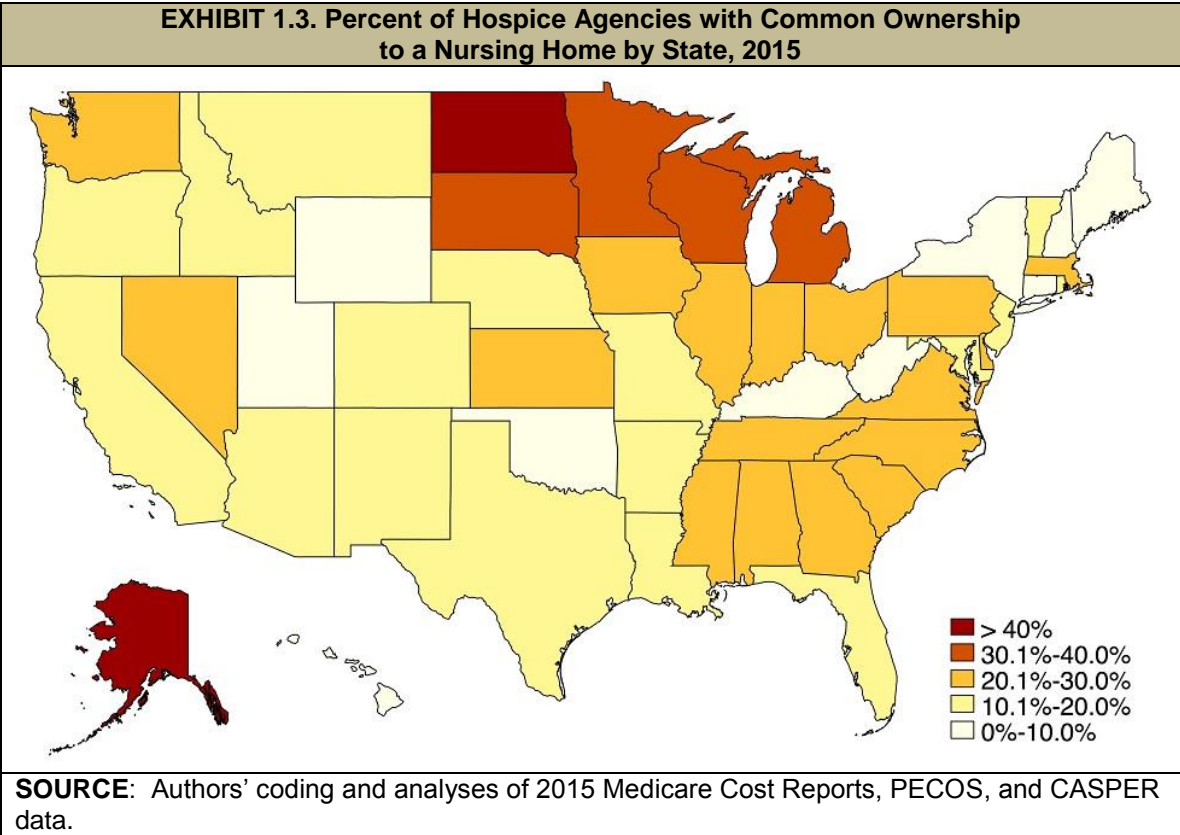 EXHIBIT 1.3. Percent of Hospice Agencies with Common Ownership
to a Nursing Home by State, 2015
> 40%
30.1%-40.0%
20.1%-30.0%
10.1%-20.0%
0%-10.0%
SOURCE: Authors’ coding and analyses of 2015 Medicare Cost Reports, PECOS, and CASPER
data.